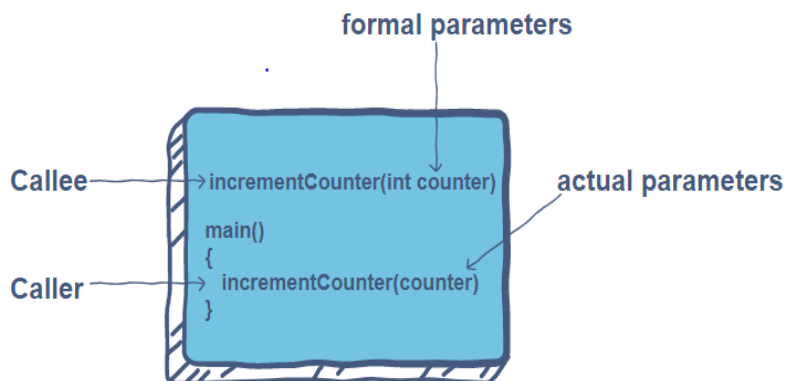 formal parameters
Callee
incrementCounter(int counter)
actual parameters
main()
{
Caller
incrementCounter(counter)
}